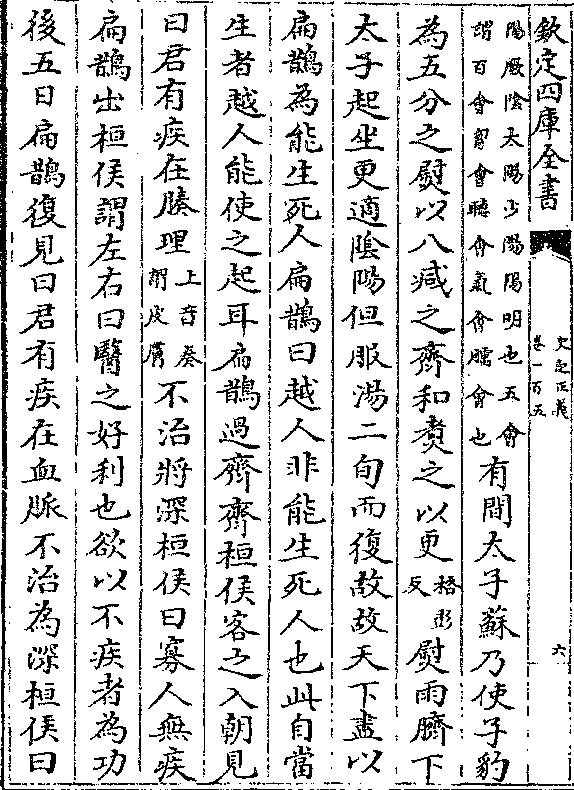 欽定四庫全書
史記正義
卷一百五
六
陽厥陰太陽少陽陽明也五會
謂百會胷會聽會氣會臑會也
有間太子蘇乃使子豹
為五分之熨以八減之齊和煑之以更
格彭
反
熨兩臍下
太子起坐更適陰陽但服湯二旬而復故故天下盡以
扁鵲為能生死人扁鵲曰越人非能生死人也此自當
生者越人能使之起耳扁鵲過齊齊桓侯客之入朝見
曰君有疾在腠理
上音奏
謂皮膚
不治將深桓侯曰寡人無疾
扁鵲出桓侯謂左右曰醫之好利也欲以不疾者為功
後五日扁鵲復見曰君有疾在血脈不治為深桓侯曰